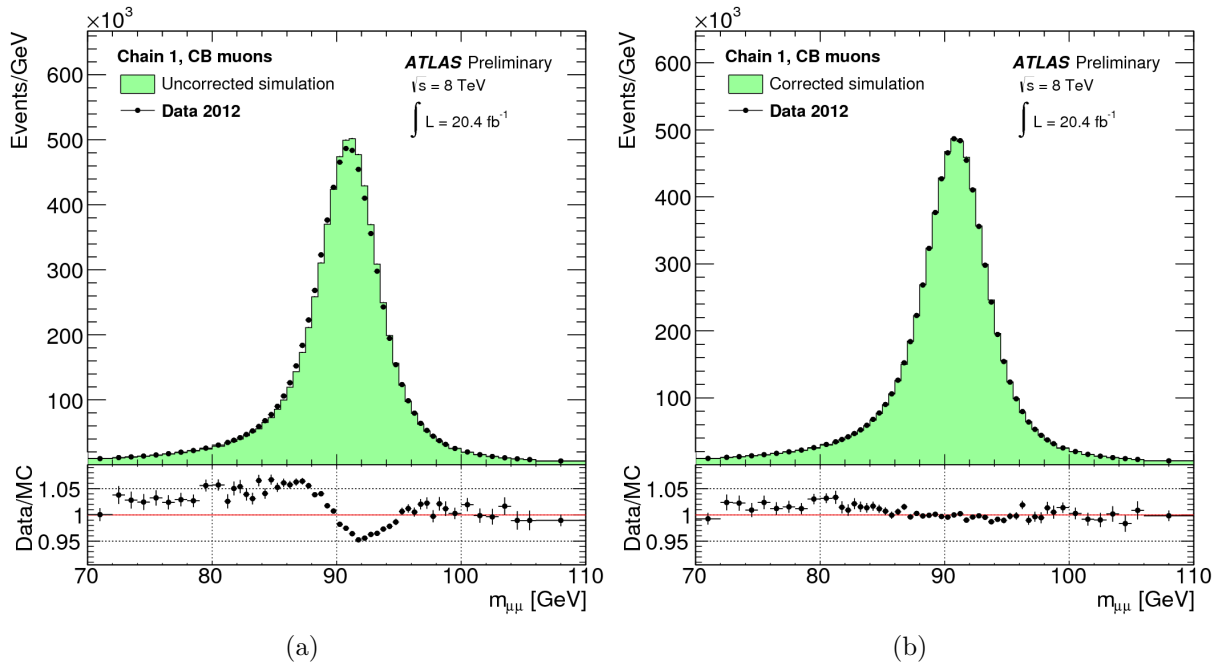 ×10³
Events/GeV
Chain 1, CB muons
Uncorrected simulation
Data 2012
ATLAS Preliminary
√s = 8 TeV
∫ L = 20.4 fb⁻¹
600
500
400
300
200
100
Data/MC
1.05
1
0.95
70 80 90 100 110
mμμ [GeV]
(a)
×10³
Events/GeV
Chain 1, CB muons
Corrected simulation
Data 2012
ATLAS Preliminary
√s = 8 TeV
∫ L = 20.4 fb⁻¹
600
500
400
300
200
100
Data/MC
1.05
1
0.95
70 80 90 100 110
mμμ [GeV]
(b)